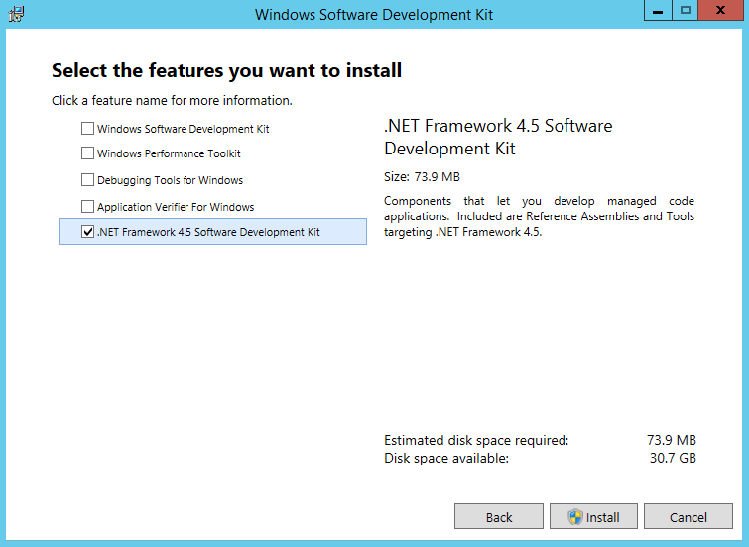 Windows Software Development Kit
Select the features you want to install
Click a feature name for more information.
Windows Software Development Kit
Windows Performance Toolkit
Debugging Tools for Windows
Application Verifier For Windows
.NET Framework 45 Software Development Kit
.NET Framework 4.5 Software
Development Kit
Size: 73.9 MB
Components that let you develop managed code
applications. Included are Reference Assemblies and Tools
targeting .NET Framework 4.5.
Estimated disk space required: 73.9 MB
Disk space available: 30.7 GB
Back Install Cancel